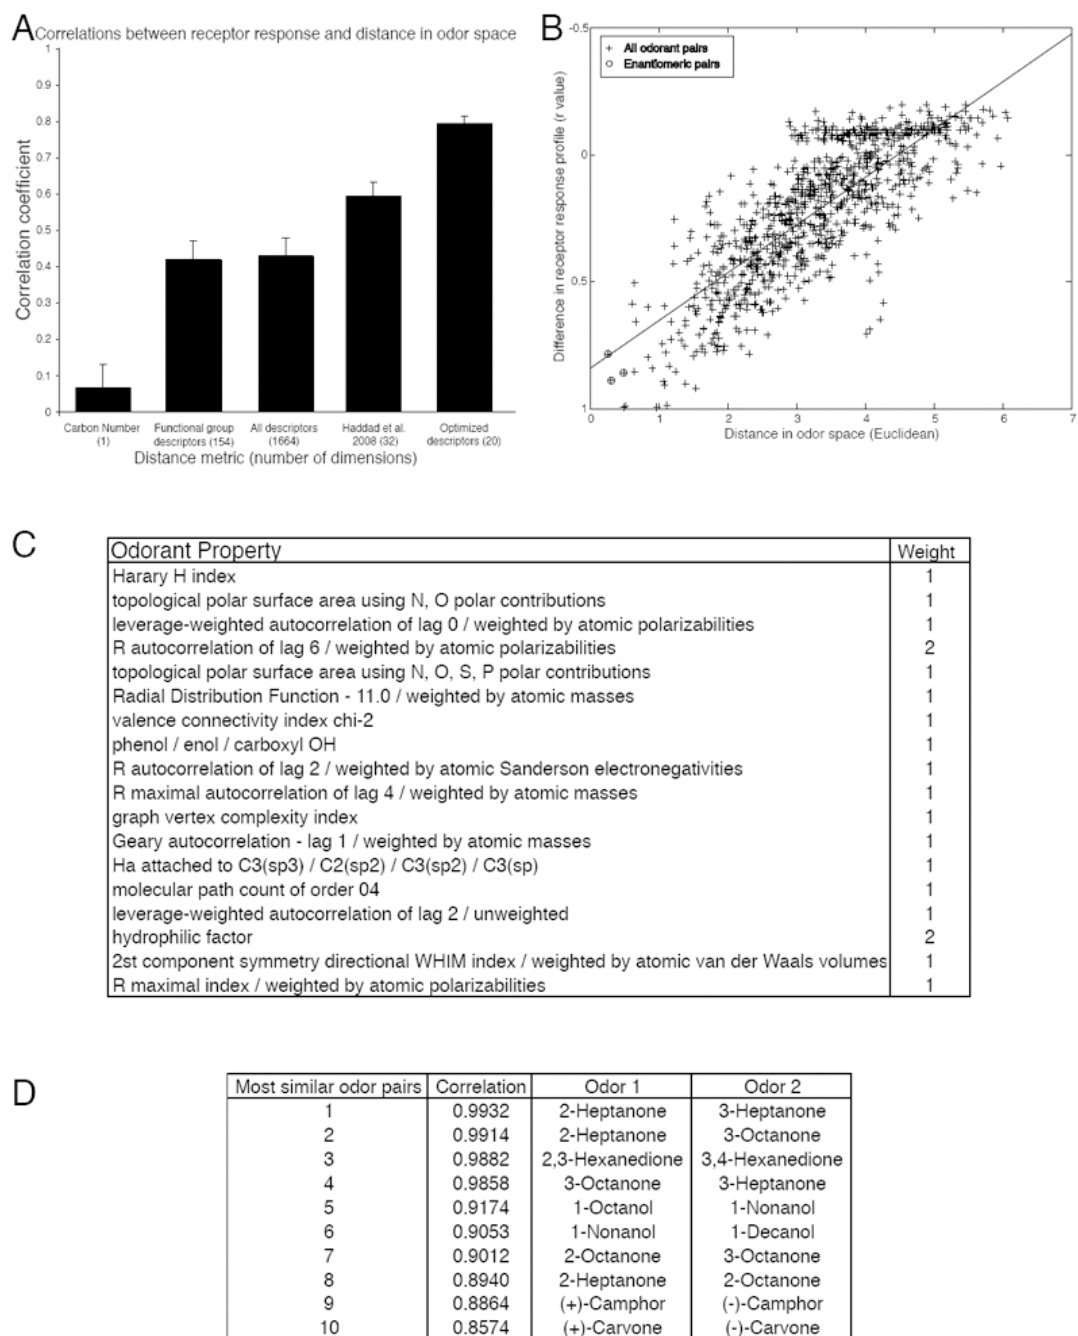 A
Correlations between receptor response and distance in odor space
1
0.9
0.8
0.7
0.6
0.5
0.4
0.3
0.2
0.1
0
Correlation coefficient
Carbon Number (1)
Functional group descriptors (154)
All descriptors (1664)
Haddad et al. 2008 (32)
Optimized descriptors (20)
Distance metric (number of dimensions)
B
All odorant pairs
Enantiomeric pairs
-0.5
0
0.5
1
Difference in receptor response profile (r value)
0 1 2 3 4 5 6 7
Distance in odor space (Euclidean)
C
Odorant Property Weight
Harary H index 1
topological polar surface area using N, O polar contributions 1
leverage-weighted autocorrelation of lag 0 / weighted by atomic polarizabilities 1
R autocorrelation of lag 6 / weighted by atomic polarizabilities 2
topological polar surface area using N, O, S, P polar contributions 1
Radial Distribution Function - 11.0 / weighted by atomic masses 1
valence connectivity index chi-2 1
phenol / enol / carboxyl OH 1
R autocorrelation of lag 2 / weighted by atomic Sanderson electronegativities 1
R maximal autocorrelation of lag 4 / weighted by atomic masses 1
graph vertex complexity index 1
Geary autocorrelation - lag 1 / weighted by atomic masses 1
Ha attached to C3(sp3) / C2(sp2) / C3(sp2) / C3(sp) 1
molecular path count of order 04 1
leverage-weighted autocorrelation of lag 2 / unweighted 1
hydrophilic factor 2
2st component symmetry directional WHIM index / weighted by atomic van der Waals volumes 1
R maximal index / weighted by atomic polarizabilities 1
D
Most similar odor pairs Correlation Odor 1 Odor 2
1 0.9932 2-Heptanone 3-Heptanone
2 0.9914 2-Heptanone 3-Octanone
3 0.9882 2,3-Hexanedione 3,4-Hexanedione
4 0.9858 3-Octanone 3-Heptanone
5 0.9174 1-Octanol 1-Nonanol
6 0.9053 1-Nonanol 1-Decanol
7 0.9012 2-Octanone 3-Octanone
8 0.8940 2-Heptanone 2-Octanone
9 0.8864 (+)-Camphor (-)-Camphor
10 0.8574 (+)-Carvone (-)-Carvone